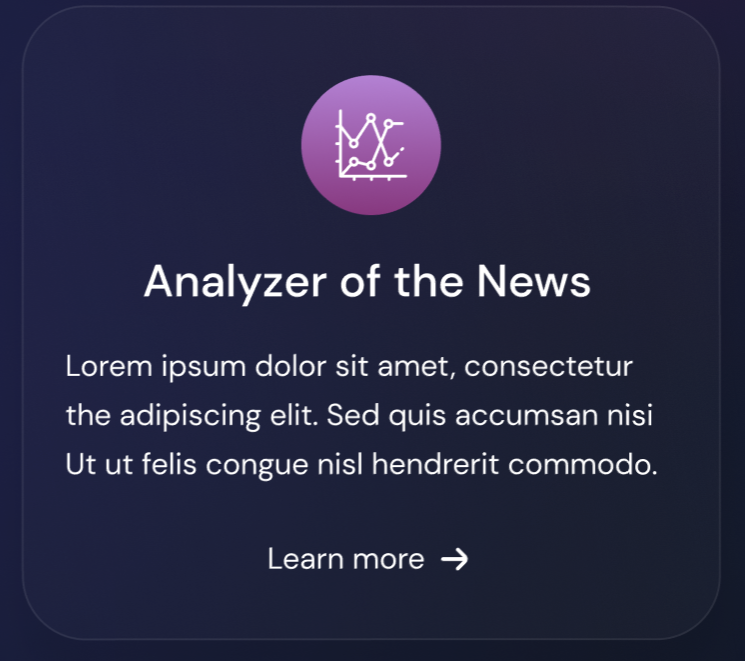 Analyzer of the News
Lorem ipsum dolor sit amet, consectetur
the adipiscing elit. Sed quis accumsan nisi
Ut ut felis congue nisl hendrerit commodo.
Learn more →